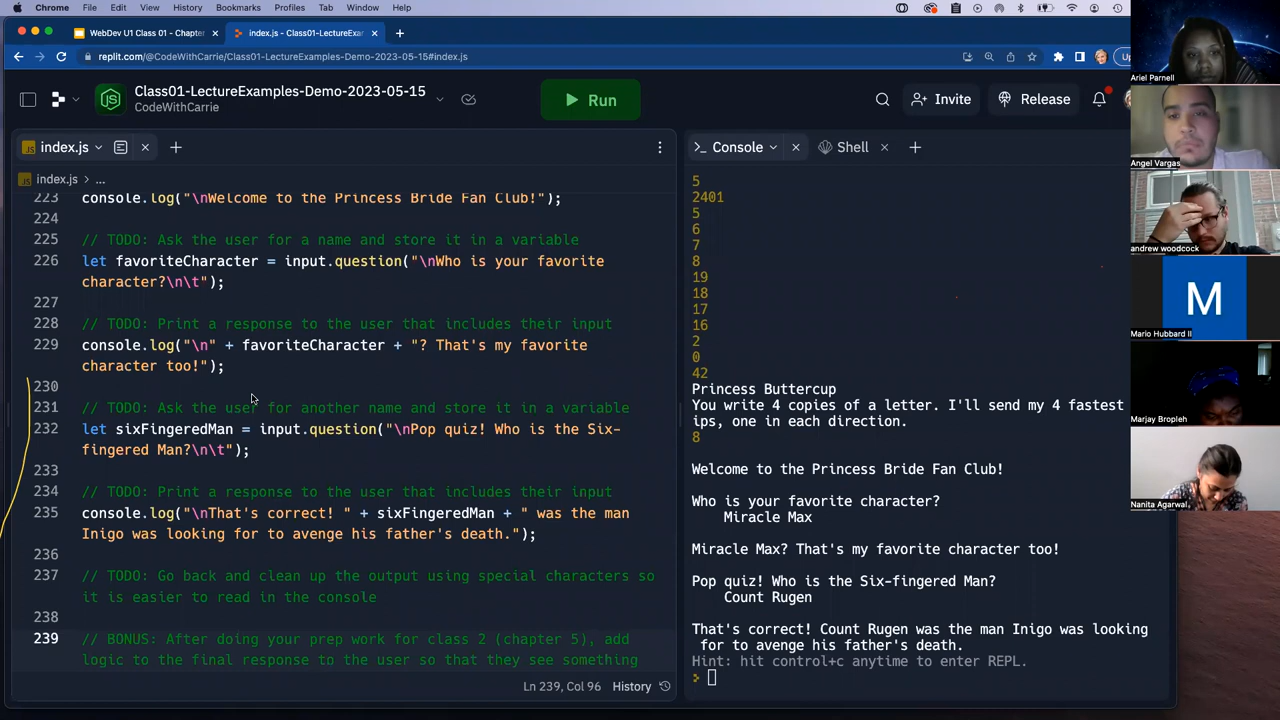 Chrome File Edit View History Bookmarks Profiles Tab Window Help
WebDev U1 Class 01 - Chapter
index.js - Class01-LectureExa
replit.com/@CodeWithCarrie/Class01-LectureExamples-Demo-2023-05-15#index.js
Class01-LectureExamples-Demo-2023-05-15
CodeWithCarrie
Run
Invite
Release
index.js
index.js > ...
223 console.log("\nWelcome to the Princess Bride Fan Club!");
224
225 // TODO: Ask the user for a name and store it in a variable
226 let favoriteCharacter = input.question("\nWho is your favorite
character?\n\t");
227
228 // TODO: Print a response to the user that includes their input
229 console.log("\n" + favoriteCharacter + "? That's my favorite
character too!");
230
231 // TODO: Ask the user for another name and store it in a variable
232 let sixFingeredMan = input.question("\nPop quiz! Who is the Six-
fingered Man?\n\t");
233
234 // TODO: Print a response to the user that includes their input
235 console.log("\nThat's correct! " + sixFingeredMan + " was the man
Inigo was looking for to avenge his father's death.");
236
237 // TODO: Go back and clean up the output using special characters so
it is easier to read in the console
238
239 // BONUS: After doing your prep work for class 2 (chapter 5), add
logic to the final response to the user so that they see something
Ln 239, Col 96 History
Console
Shell
5
2401
5
6
7
8
19
18
17
16
2
0
42
Princess Buttercup
You write 4 copies of a letter. I'll send my 4 fastest
ips, one in each direction.
8
Welcome to the Princess Bride Fan Club!
Who is your favorite character?
Miracle Max
Miracle Max? That's my favorite character too!
Pop quiz! Who is the Six-fingered Man?
Count Rugen
That's correct! Count Rugen was the man Inigo was looking
for to avenge his father's death.
Hint: hit control+c anytime to enter REPL.
Ariel Parnell
Angel Vargas
andrew woodcock
M
Mario Hubbard II
Marjay Bropleh
Nanita Agarwal